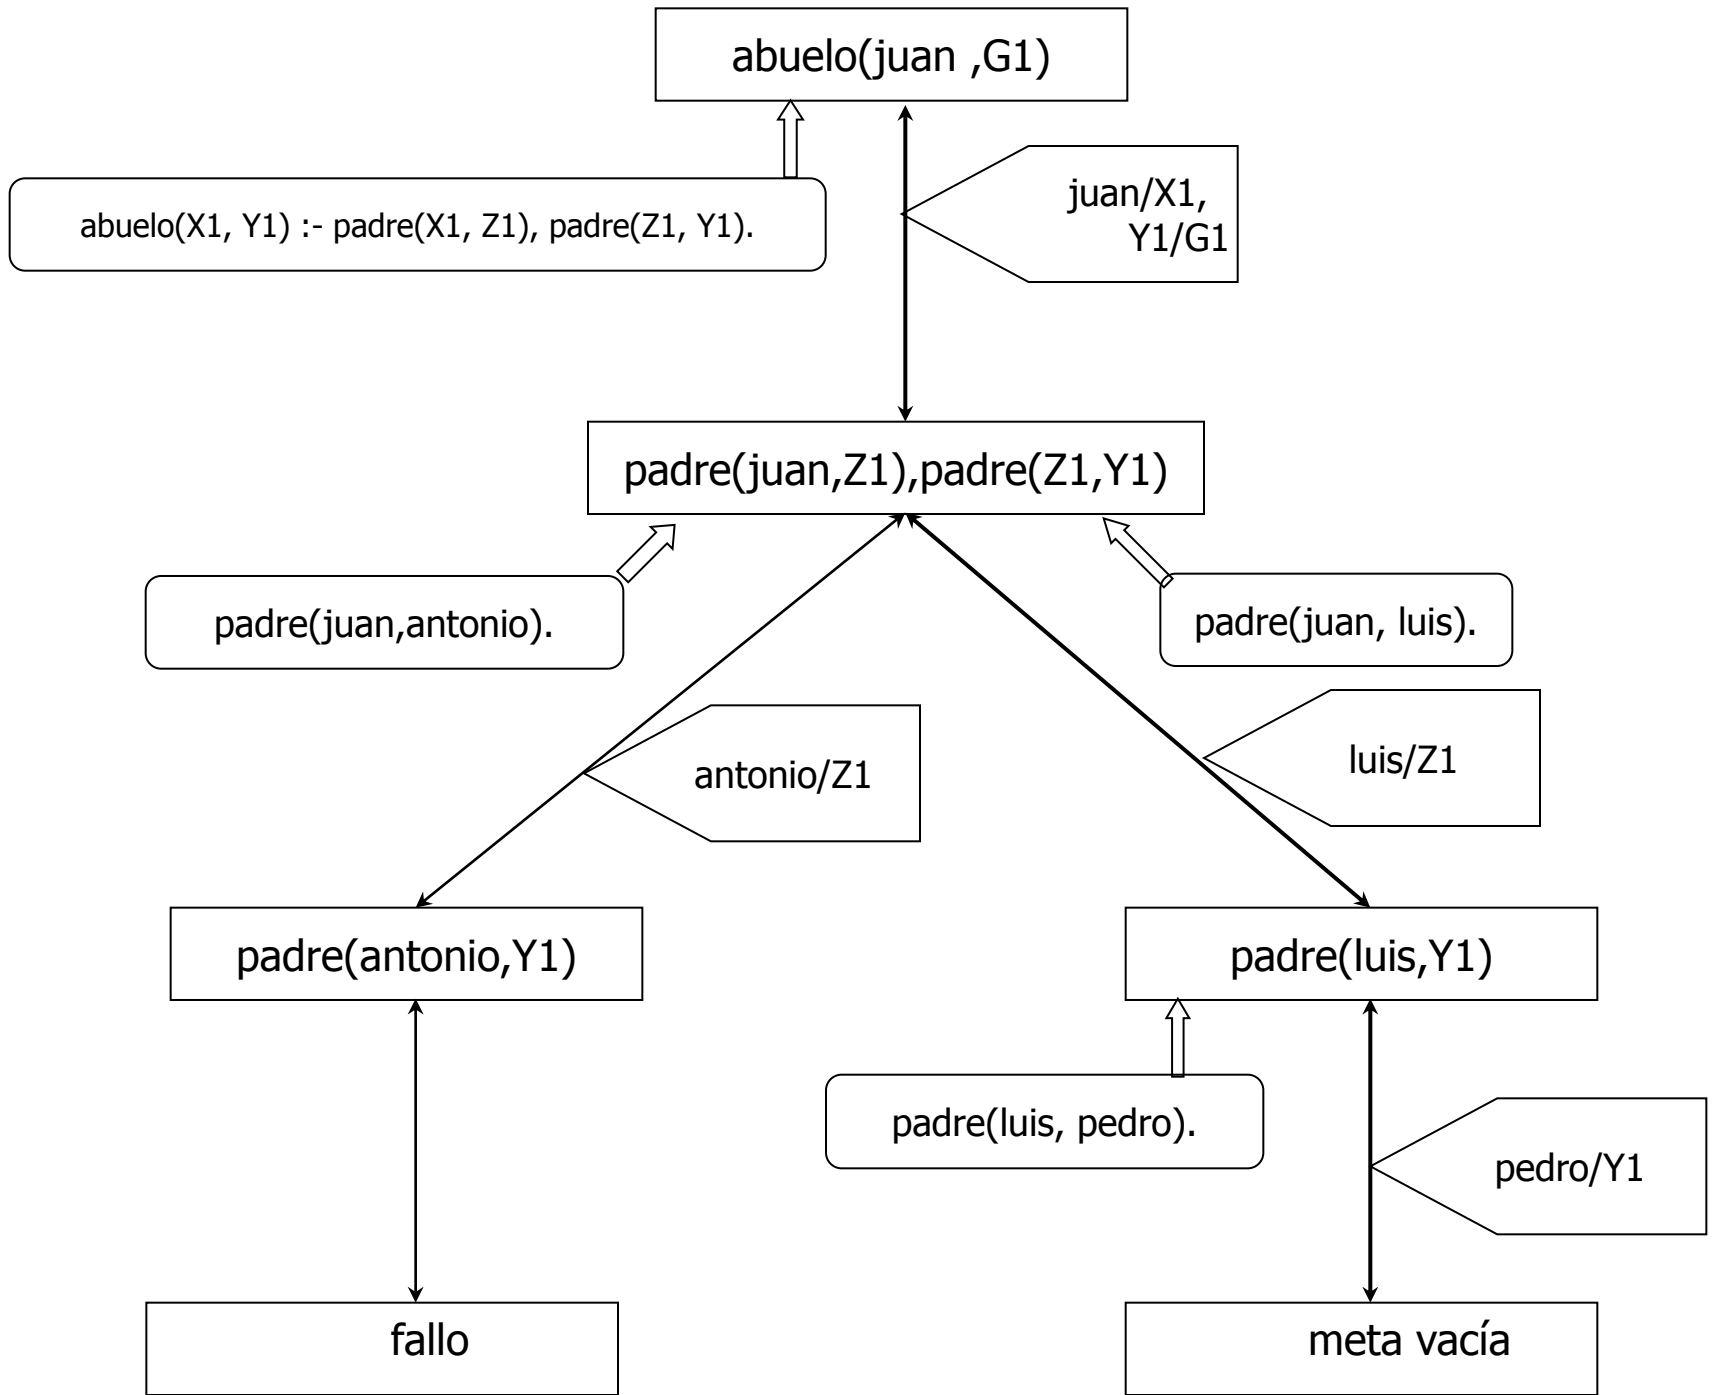 abuelo(juan ,G1)
abuelo(X1, Y1) :- padre(X1, Z1), padre(Z1, Y1).
juan/X1,
Y1/G1
padre(juan,Z1),padre(Z1,Y1)
padre(juan,antonio).
padre(juan, luis).
antonio/Z1
luis/Z1
padre(antonio,Y1)
padre(luis,Y1)
padre(luis, pedro).
pedro/Y1
fallo
meta vacía